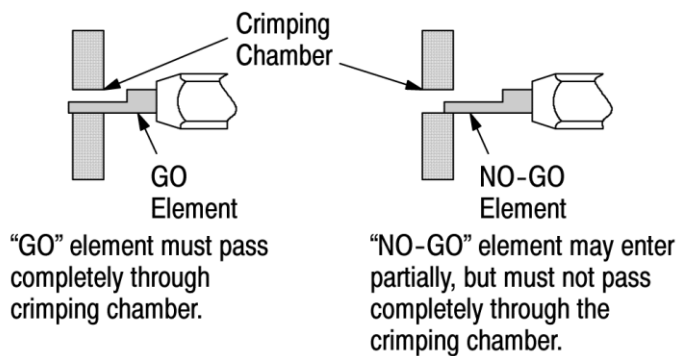 Crimping
Chamber
GO
Element
“GO” element must pass
completely through
crimping chamber.
NO-GO
Element
“NO-GO” element may enter
partially, but must not pass
completely through the
crimping chamber.